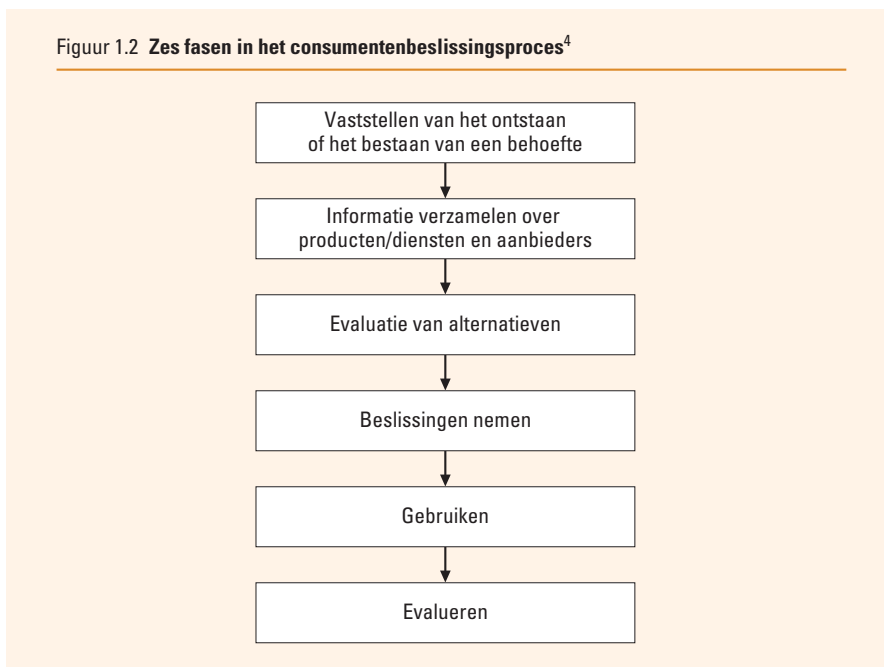 Figuur 1.2 Zes fasen in het consumentenbeslissingsproces⁴
Vaststellen van het ontstaan
of het bestaan van een behoefte
Informatie verzamelen over
producten/diensten en aanbieders
Evaluatie van alternatieven
Beslissingen nemen
Gebruiken
Evalueren